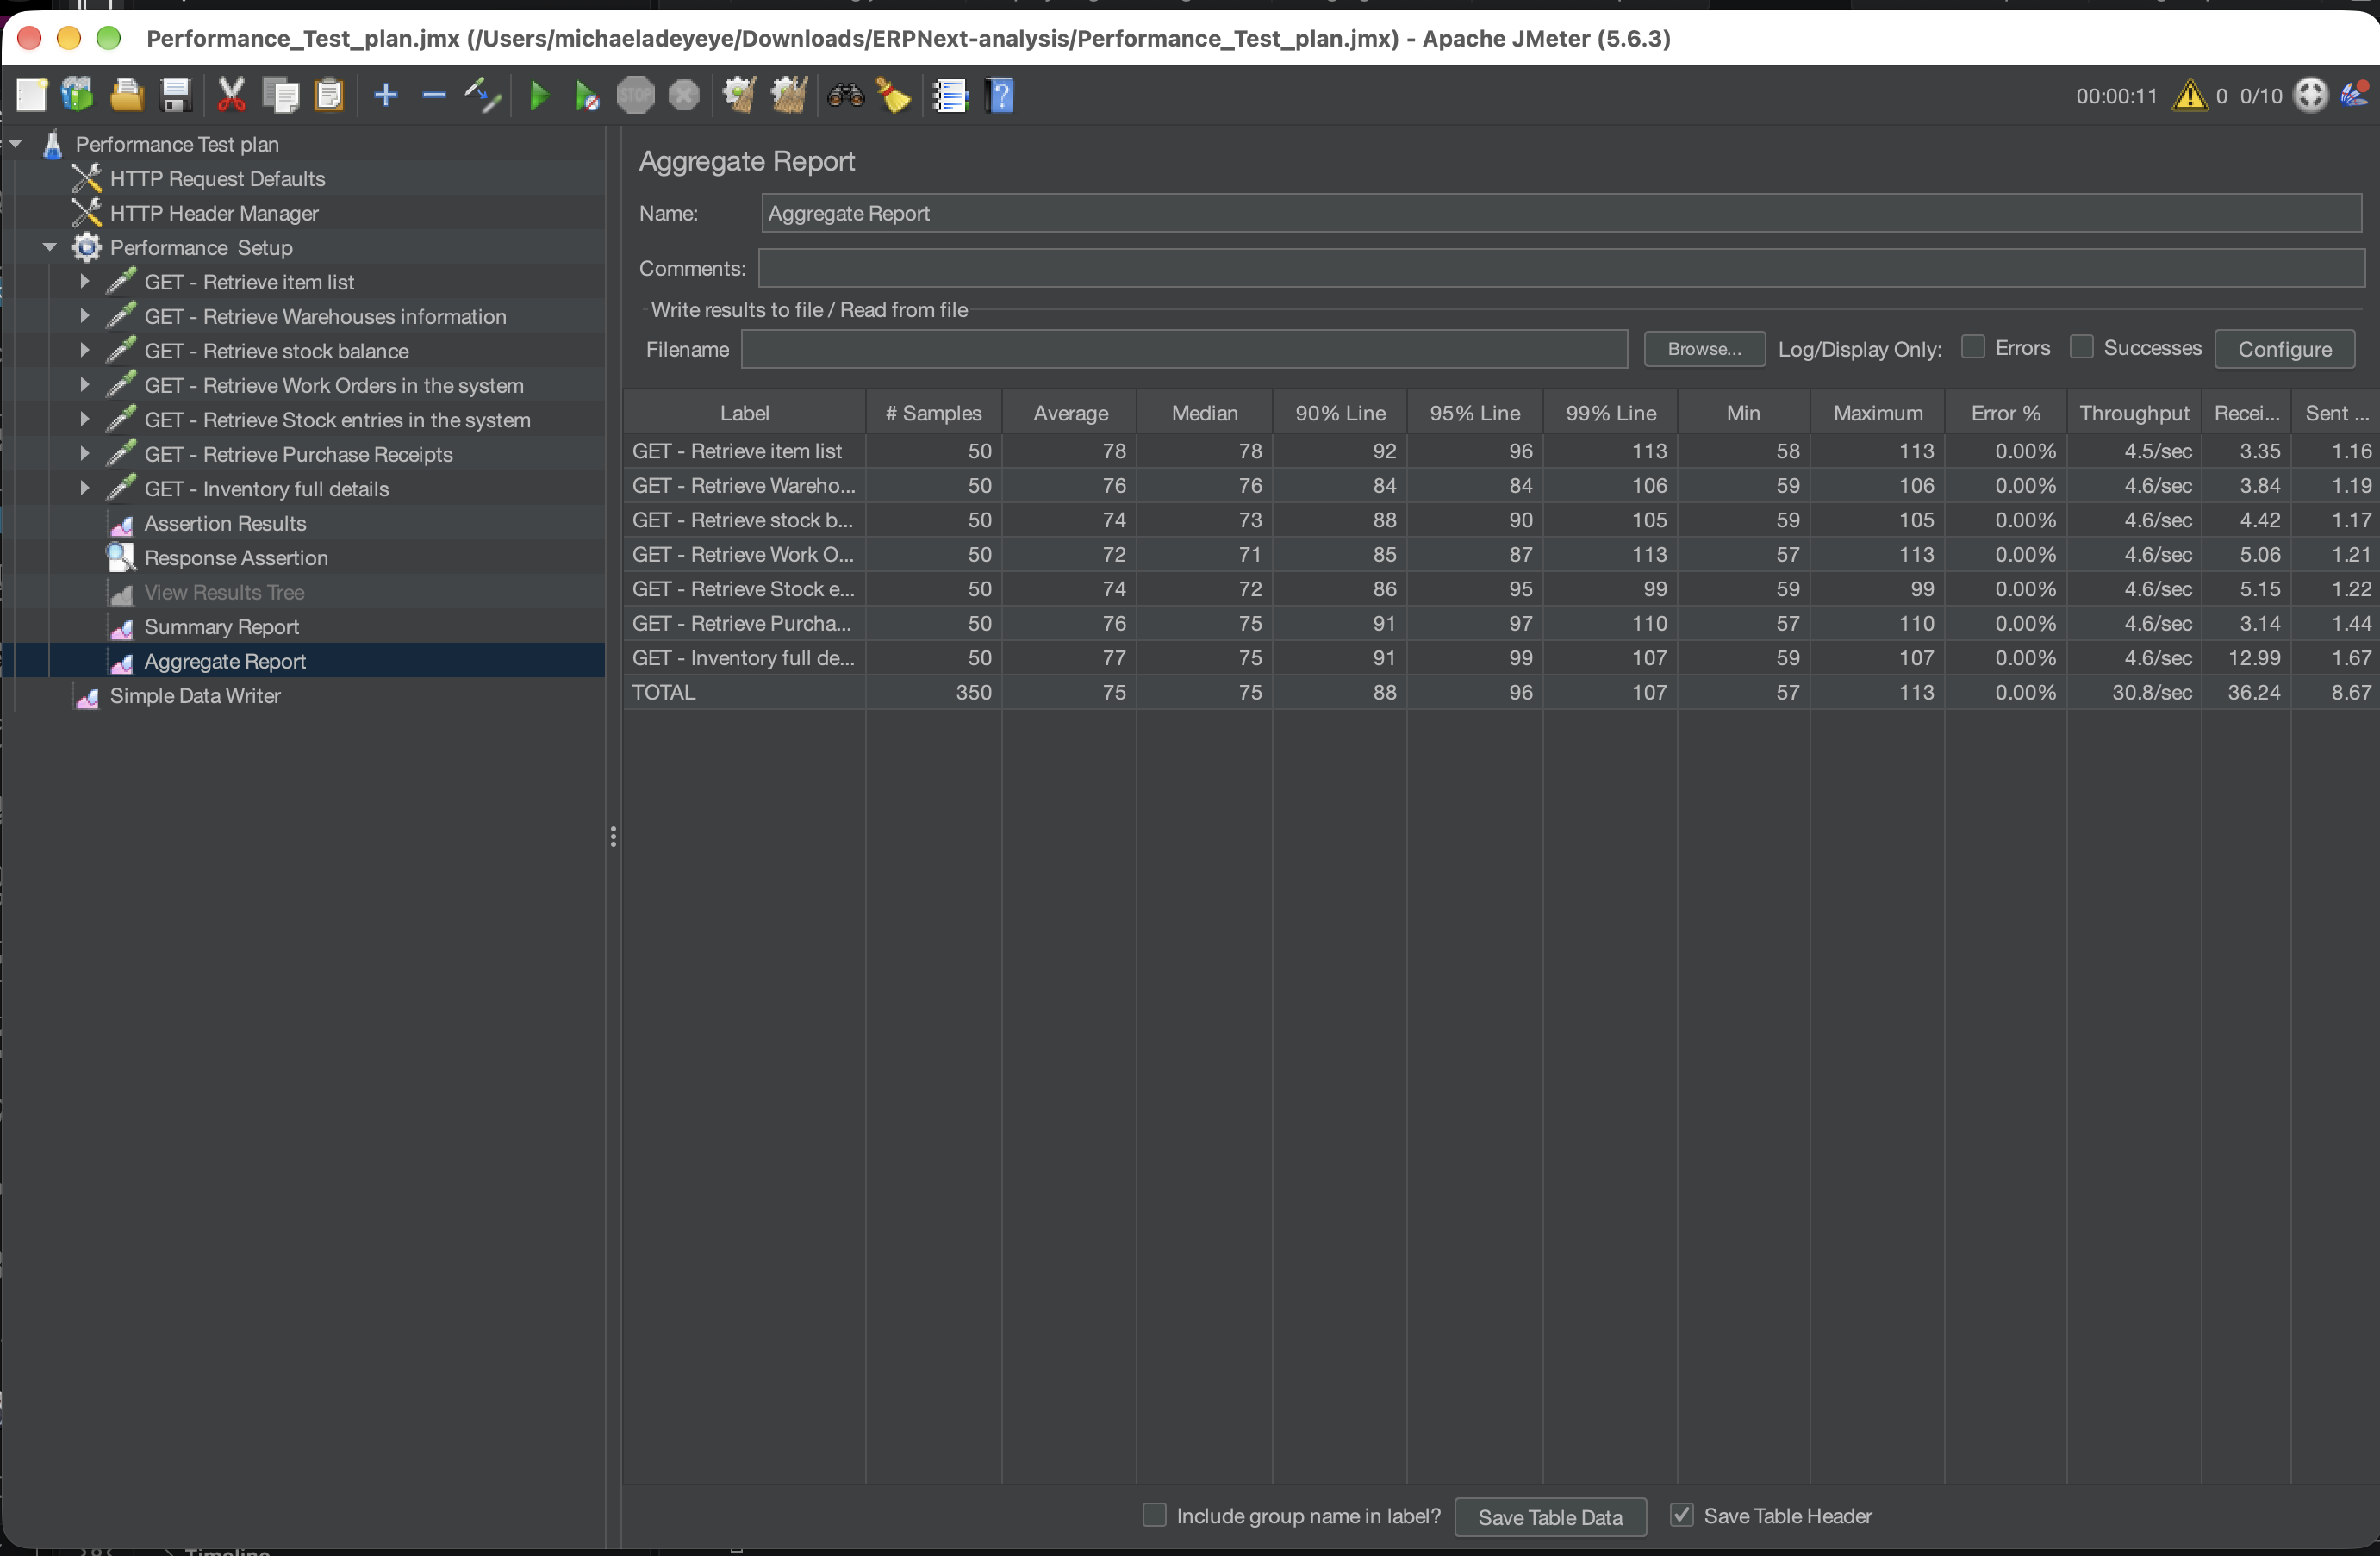 Performance_Test_plan.jmx (/Users/michaeladeyeye/Downloads/ERPNext-analysis/Performance_Test_plan.jmx) - Apache JMeter (5.6.3)
STOP
00:00:11 0 0/10
Performance Test plan
HTTP Request Defaults
HTTP Header Manager
Performance Setup
GET - Retrieve item list
GET - Retrieve Warehouses information
GET - Retrieve stock balance
GET - Retrieve Work Orders in the system
GET - Retrieve Stock entries in the system
GET - Retrieve Purchase Receipts
GET - Inventory full details
Assertion Results
Response Assertion
View Results Tree
Summary Report
Aggregate Report
Simple Data Writer
Aggregate Report
Name: Aggregate Report
Comments:
Write results to file / Read from file
Filename Browse... Log/Display Only: Errors Successes Configure
Label # Samples Average Median 90% Line 95% Line 99% Line Min Maximum Error % Throughput Recei... Sent ...
GET - Retrieve item list 50 78 78 92 96 113 58 113 0.00% 4.5/sec 3.35 1.16
GET - Retrieve Wareho... 50 76 76 84 84 106 59 106 0.00% 4.6/sec 3.84 1.19
GET - Retrieve stock b... 50 74 73 88 90 105 59 105 0.00% 4.6/sec 4.42 1.17
GET - Retrieve Work O... 50 72 71 85 87 113 57 113 0.00% 4.6/sec 5.06 1.21
GET - Retrieve Stock e... 50 74 72 86 95 99 59 99 0.00% 4.6/sec 5.15 1.22
GET - Retrieve Purcha... 50 76 75 91 97 110 57 110 0.00% 4.6/sec 3.14 1.44
GET - Inventory full de... 50 77 75 91 99 107 59 107 0.00% 4.6/sec 12.99 1.67
TOTAL 350 75 75 88 96 107 57 113 0.00% 30.8/sec 36.24 8.67
Include group name in label? Save Table Data Save Table Header
Timeline